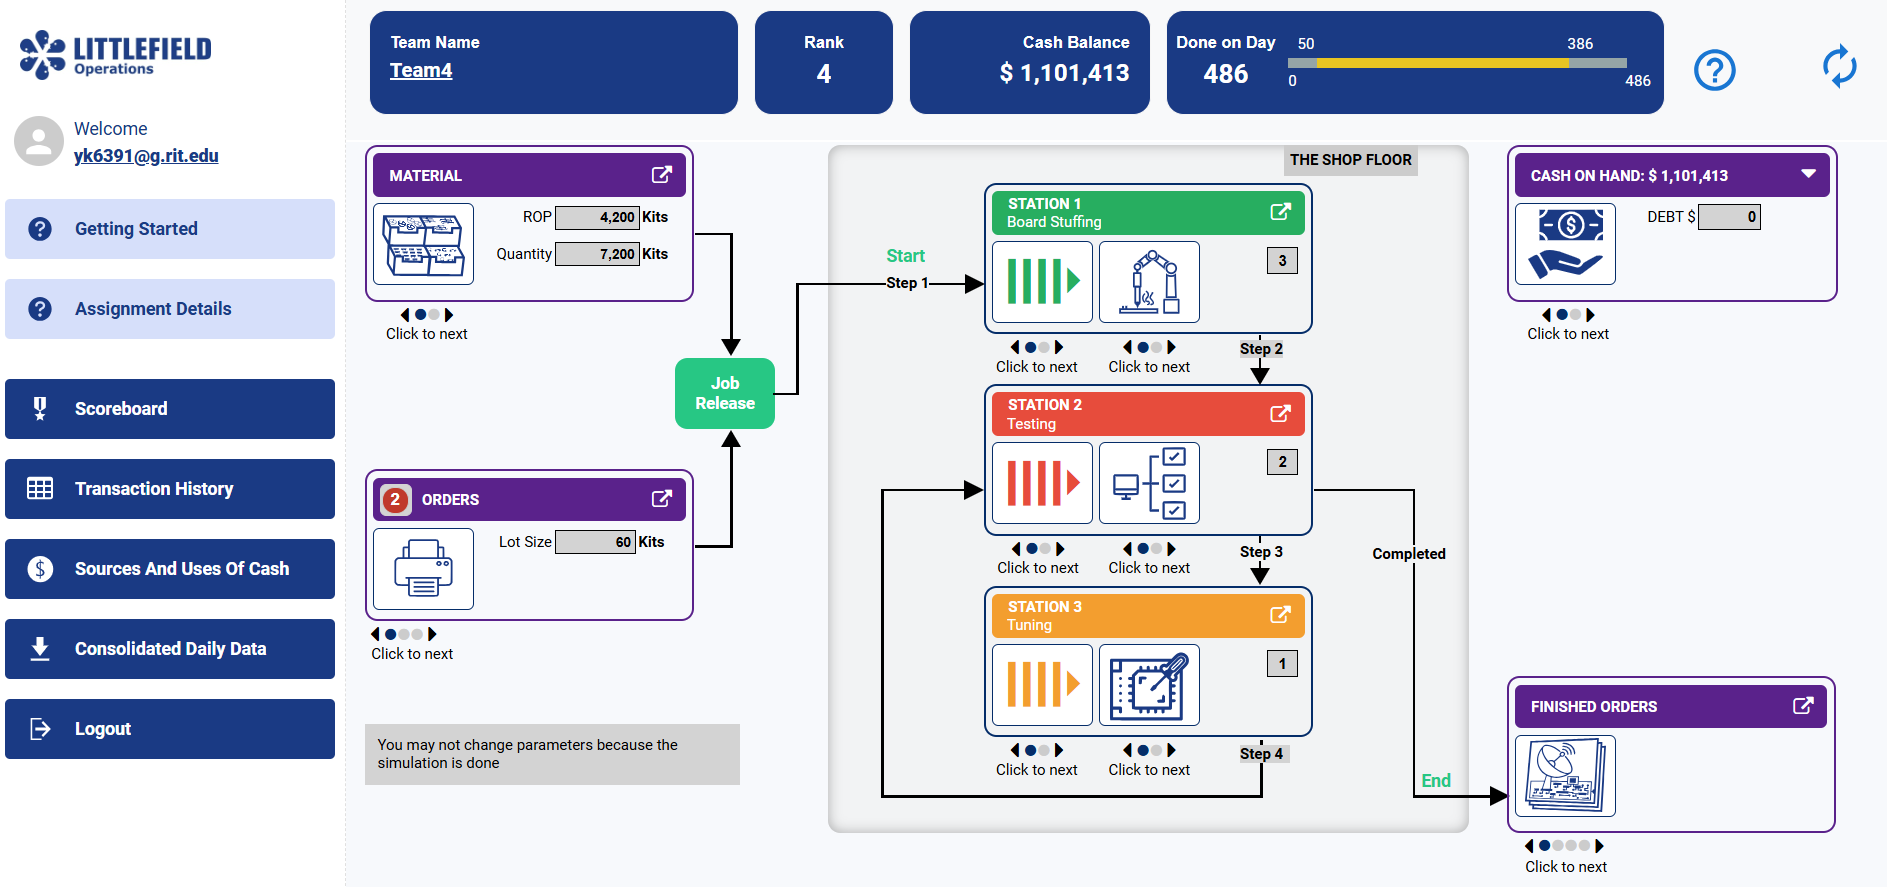 LITTLEFIELD
Operations
Welcome
yk6391@g.rit.edu
Getting Started
Assignment Details
Scoreboard
Transaction History
$
Sources And Uses Of Cash
Consolidated Daily Data
Logout
Team Name
Team4
Rank
4
Cash Balance
$ 1,101,413
Done on Day
486
50
386
0
486
MATERIAL
ROP 4,200 Kits
Quantity 7,200 Kits
Click to next
Job
Release
2 ORDERS
Lot Size 60 Kits
Click to next
You may not change parameters because the
simulation is done
THE SHOP FLOOR
Start
Step 1
STATION 1
Board Stuffing
3
Click to next
Click to next
Step 2
STATION 2
Testing
2
Click to next
Click to next
Step 3
STATION 3
Tuning
1
Click to next
Click to next
Step 4
Completed
End
CASH ON HAND: $ 1,101,413
DEBT $ 0
Click to next
FINISHED ORDERS
Click to next